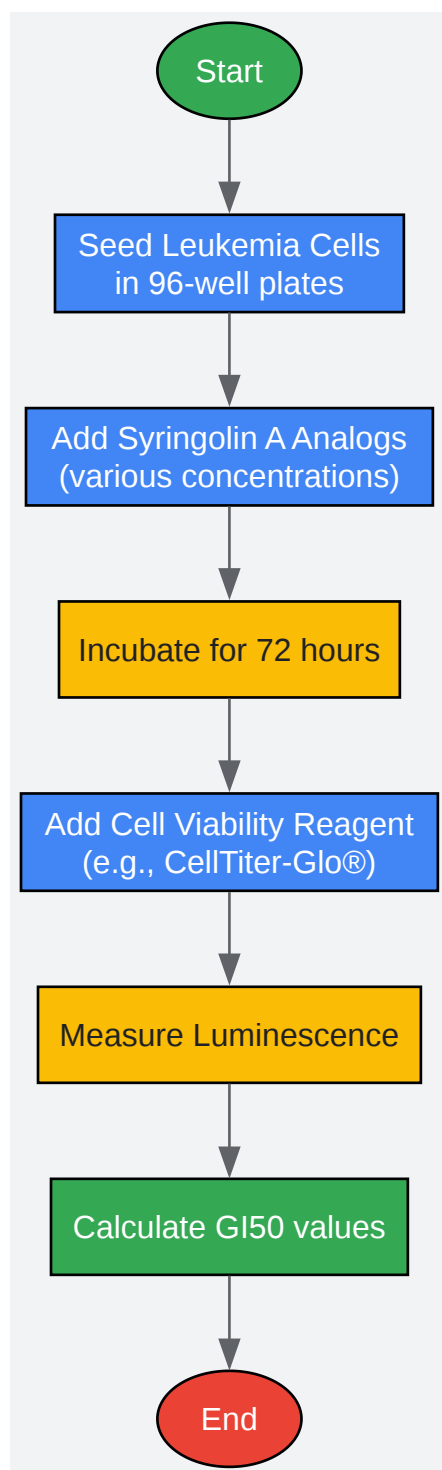 Start
Seed Leukemia Cells
in 96-well plates
Add Syringolin A Analogs
(various concentrations)
Incubate for 72 hours
Add Cell Viability Reagent
(e.g., CellTiter-Glo®)
Measure Luminescence
Calculate GI50 values
End